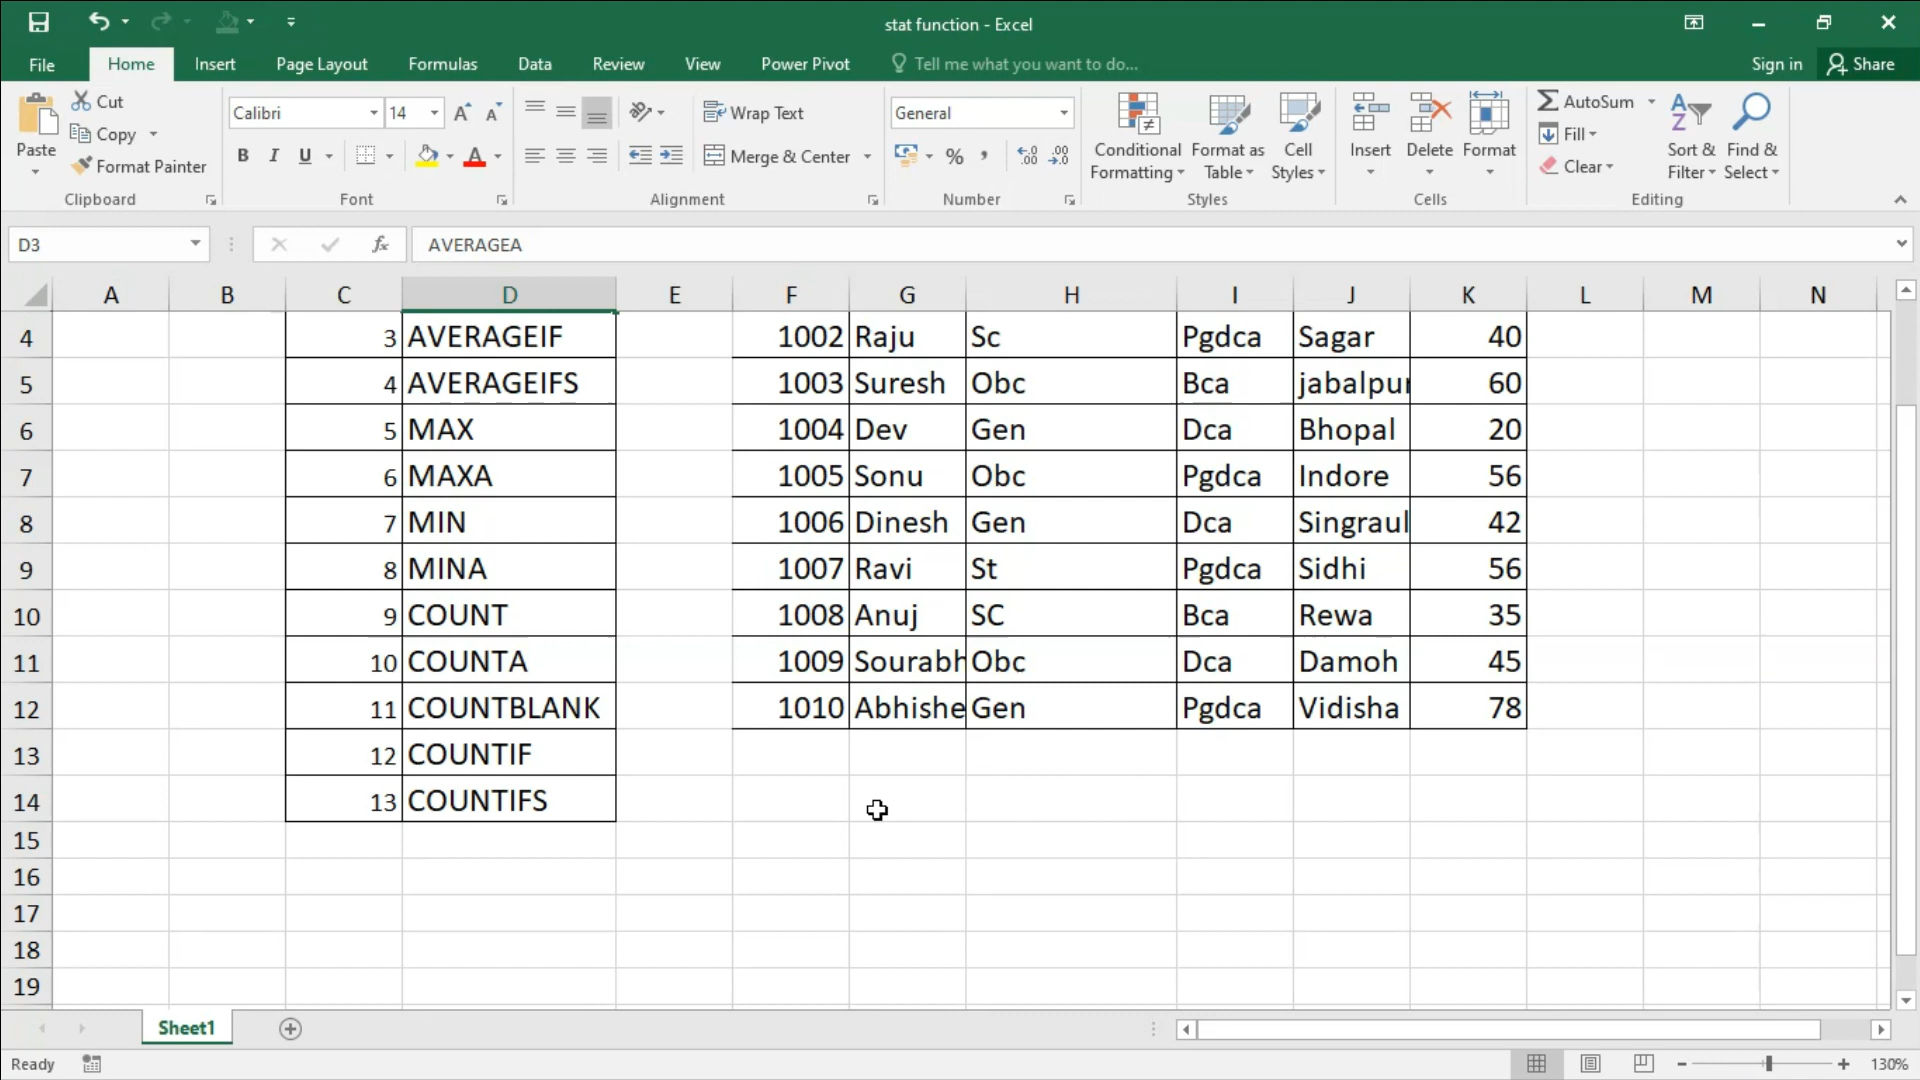 stat function - Excel
File Home Insert Page Layout Formulas Data Review View Power Pivot Tell me what you want to do... Sign in Share
Paste Cut Copy Format Painter Clipboard
Calibri 14 B I U A A A Font
Wrap Text Merge & Center Alignment
General % Number
Conditional Formatting Format as Table Cell Styles Styles
Insert Delete Format Cells
AutoSum Fill Clear Sort & Filter Find & Select Editing
D3 fx AVERAGEA
A B C D E F G H I J K L M N
4 3 AVERAGEIF 1002 Raju Sc Pgdca Sagar 40
5 4 AVERAGEIFS 1003 Suresh Obc Bca jabalpur 60
6 5 MAX 1004 Dev Gen Dca Bhopal 20
7 6 MAXA 1005 Sonu Obc Pgdca Indore 56
8 7 MIN 1006 Dinesh Gen Dca Singraul 42
9 8 MINA 1007 Ravi St Pgdca Sidhi 56
10 9 COUNT 1008 Anuj SC Bca Rewa 35
11 10 COUNTA 1009 Sourabh Obc Dca Damoh 45
12 11 COUNTBLANK 1010 Abhishe Gen Pgdca Vidisha 78
13 12 COUNTIF
14 13 COUNTIFS
15
16
17
18
19
Sheet1
Ready 130%